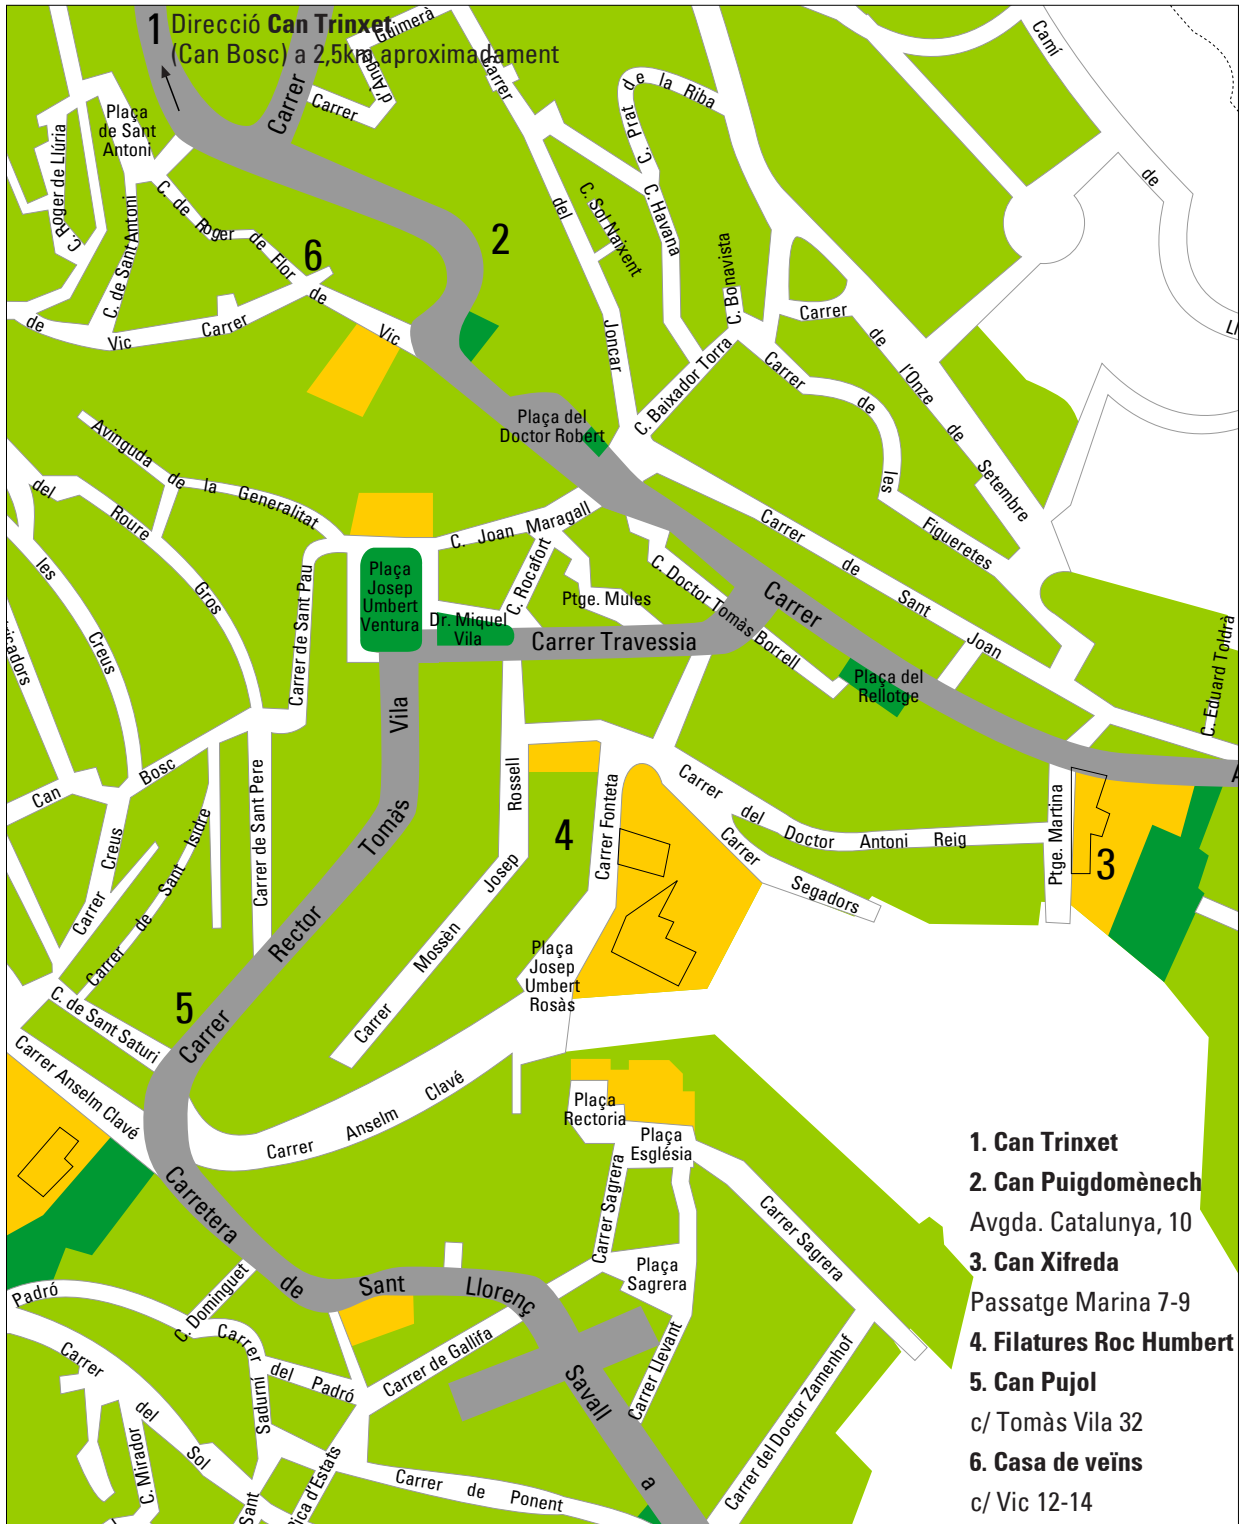 1 Direcció Can Trinxet
(Can Bosc) a 2,5km aproximadament
Guimerà
d'Àngel
Carrer
Carrer
Carrer
del
Joncar
Camí
de
C. Prat de la Riba
Plaça
de Sant
Antoni
C. Roger de Llúria
C. de Sant Antoni
C. de Roger de Flor
C. Sol Naixent
C. Havana
C. Bonavista
2
6
de Vic Carrer de Vic
Carrer de l'Onze de Setembre
C. Baixador Torra
Carrer de les Figueretes
Plaça del
Doctor Robert
Avinguda de la Generalitat
del Roure Gros
les Creus
C. Joan Maragall
C. Rocafort
Ptge. Mules
C. Doctor Tomàs Borrell
Carrer de Sant Joan
Carrer
Plaça
Josep
Umbert
Ventura
Dr. Miquel
Vila
Carrer Travessia
Carrer de Sant Pau
Plaça del
Rellotge
C. Eduard Toldrà
Can Bosc
Carrer de Sant Pere
Carrer de Sant Isidre
Carrer Creus
Carrer Rector Tomàs Vila
Carrer Mossèn Josep Rossell
4
Carrer Fonteta
Carrer del Doctor Antoni Reig
Carrer Segadors
Ptge. Martina
3
Plaça
Josep
Umbert
Rosàs
5
C. de Sant Saturi
Carrer Anselm Clavé
Carrer Anselm Clavé
Plaça
Rectoria
Plaça
Església
Carrer Sagrera
Carrer Sagrera
Plaça
Sagrera
Carretera de Sant Llorenç Savall a
Padró
C. Dominguet
Carrer del Padró
Carrer de Gallifa
Carrer Llevant
Carrer del Doctor Zamenhof
Carrer del Sol
Sadurní
Sant
C. Mirador
Pica d'Estats
Carrer de Ponent
1. Can Trinxet
2. Can Puigdomènech
Avgda. Catalunya, 10
3. Can Xifreda
Passatge Marina 7-9
4. Filatures Roc Humbert
5. Can Pujol
c/ Tomàs Vila 32
6. Casa de veïns
c/ Vic 12-14